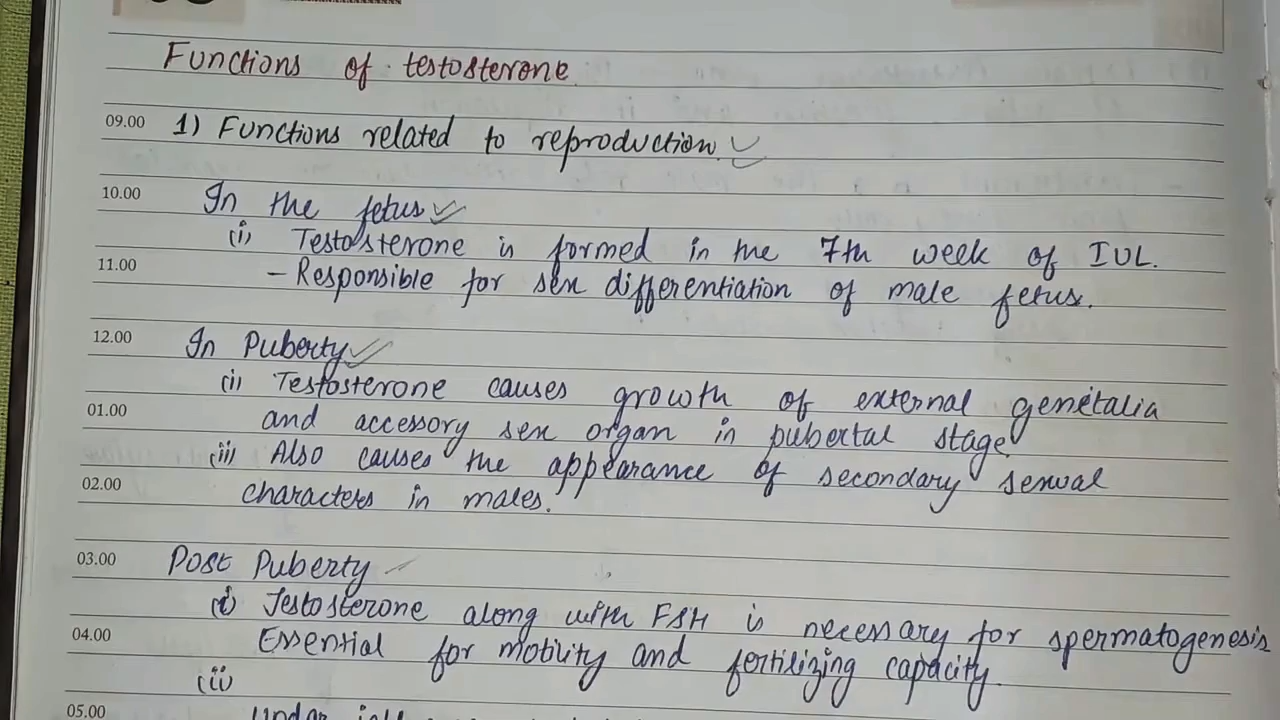 Functions of testosterone
09.00 1) Functions related to reproduction
10.00 In the fetus
(i) Testosterone is formed in the 7th week of IUL.
11.00 - Responsible for sex differentiation of male fetus.
12.00 In Puberty
(i) Testosterone causes growth of external genetalia
01.00 and accessory sex organ in pubertal stage
(ii) Also causes the appearance of secondary sexual
02.00 characters in males.
03.00 Post Puberty
(i) Testosterone along with FSH is necessary for spermatogenesis
04.00 Essential for motility and fertilizing capacity.
(ii)
05.00 Under